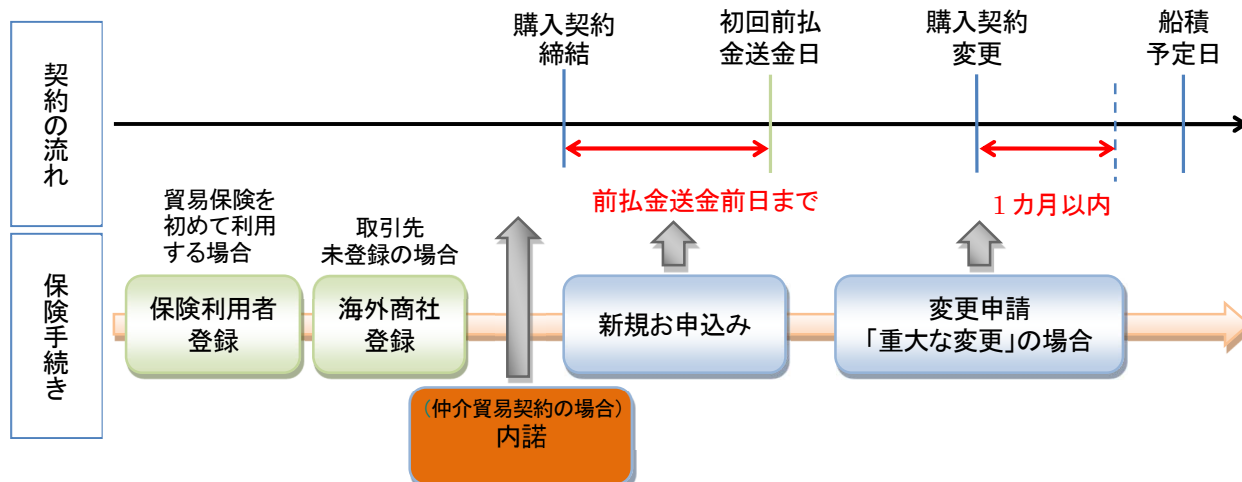 契約の流れ
購入契約
締結
初回前払
金送金日
購入契約
変更
船積
予定日
前払金送金前日まで
1カ月以内
保険手続き
貿易保険を
初めて利用
する場合
取引先
未登録の場合
保険利用者
登録
海外商社
登録
(仲介貿易契約の場合)
内諾
新規お申込み
変更申請
「重大な変更」の場合